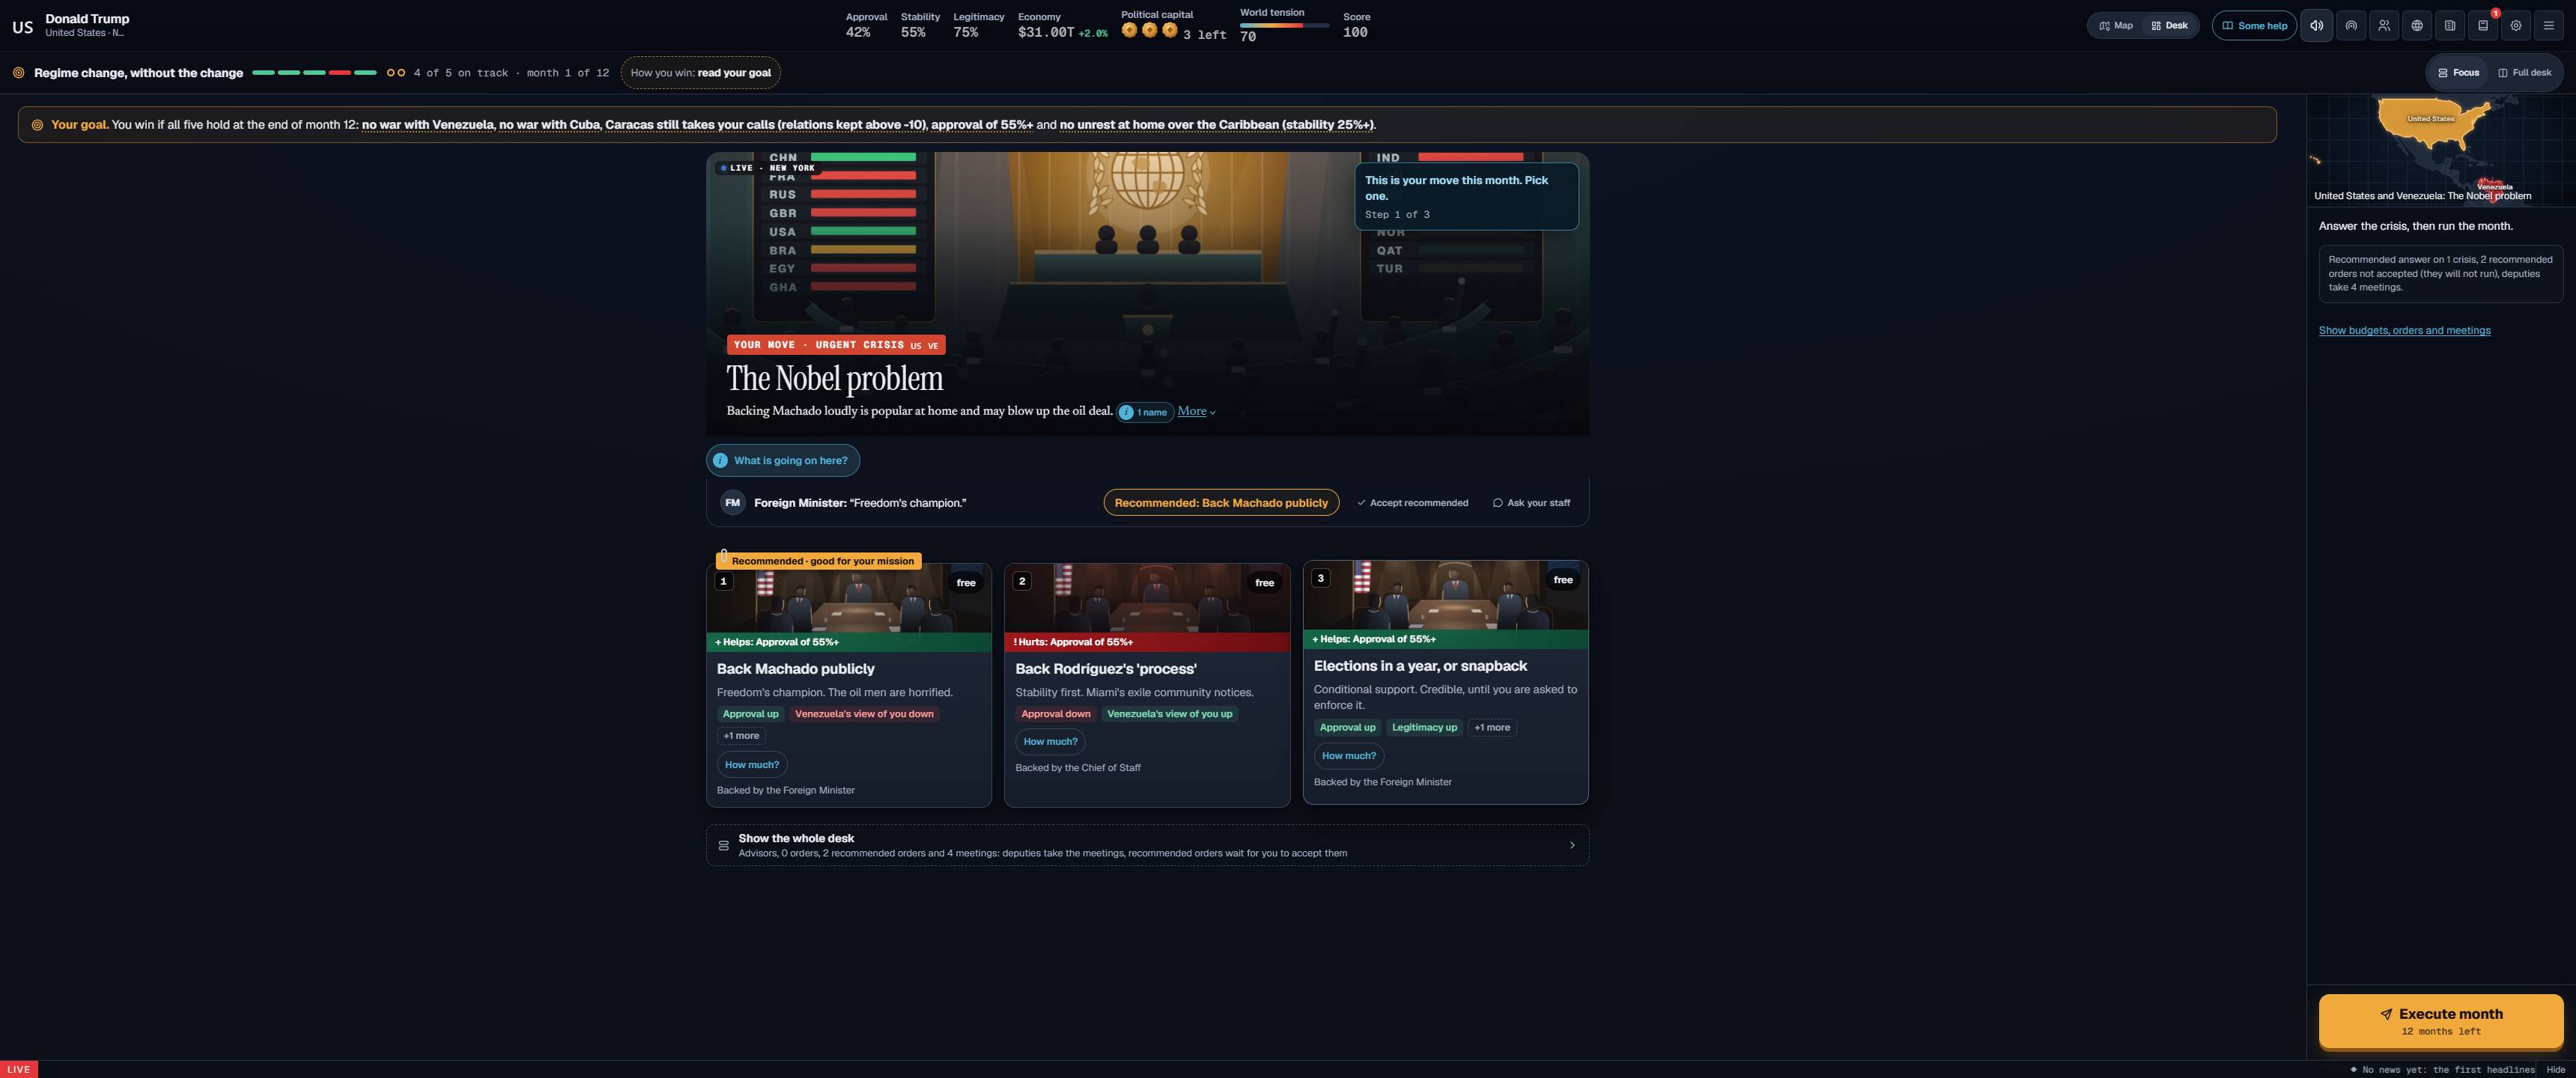 US
Donald Trump
United States · N...
Approval
42%
Stability
55%
Legitimacy
75%
Economy
$31.00T +2.0%
Political capital
3 left
World tension
70
Score
100
Map
Desk
Some help
1
Regime change, without the change
4 of 5 on track · month 1 of 12
How you win: read your goal
Focus
Full desk
Your goal. You win if all five hold at the end of month 12: no war with Venezuela, no war with Cuba, Caracas still takes your calls (relations kept above -10), approval of 55%+ and no unrest at home over the Caribbean (stability 25%+).
LIVE · NEW YORK
CHN
FRA
RUS
GBR
USA
BRA
EGY
GHA
IND
NOR
QAT
TUR
This is your move this month. Pick
one.
Step 1 of 3
YOUR MOVE · URGENT CRISIS US VE
The Nobel problem
Backing Machado loudly is popular at home and may blow up the oil deal. i 1 name More
i What is going on here?
FM
Foreign Minister: “Freedom's champion.”
Recommended: Back Machado publicly
Accept recommended
Ask your staff
Recommended · good for your mission
1
free
+ Helps: Approval of 55%+
Back Machado publicly
Freedom's champion. The oil men are horrified.
Approval up
Venezuela's view of you down
+1 more
How much?
Backed by the Foreign Minister
2
free
! Hurts: Approval of 55%+
Back Rodríguez's 'process'
Stability first. Miami's exile community notices.
Approval down
Venezuela's view of you up
How much?
Backed by the Chief of Staff
3
free
+ Helps: Approval of 55%+
Elections in a year, or snapback
Conditional support. Credible, until you are asked to
enforce it.
Approval up
Legitimacy up
+1 more
How much?
Backed by the Foreign Minister
Show the whole desk
Advisors, 0 orders, 2 recommended orders and 4 meetings: deputies take the meetings, recommended orders wait for you to accept them
United States
Venezuela
United States and Venezuela: The Nobel problem
Answer the crisis, then run the month.
Recommended answer on 1 crisis, 2 recommended
orders not accepted (they will not run), deputies
take 4 meetings.
Show budgets, orders and meetings
Execute month
12 months left
LIVE
◆ No news yet: the first headlines
Hide